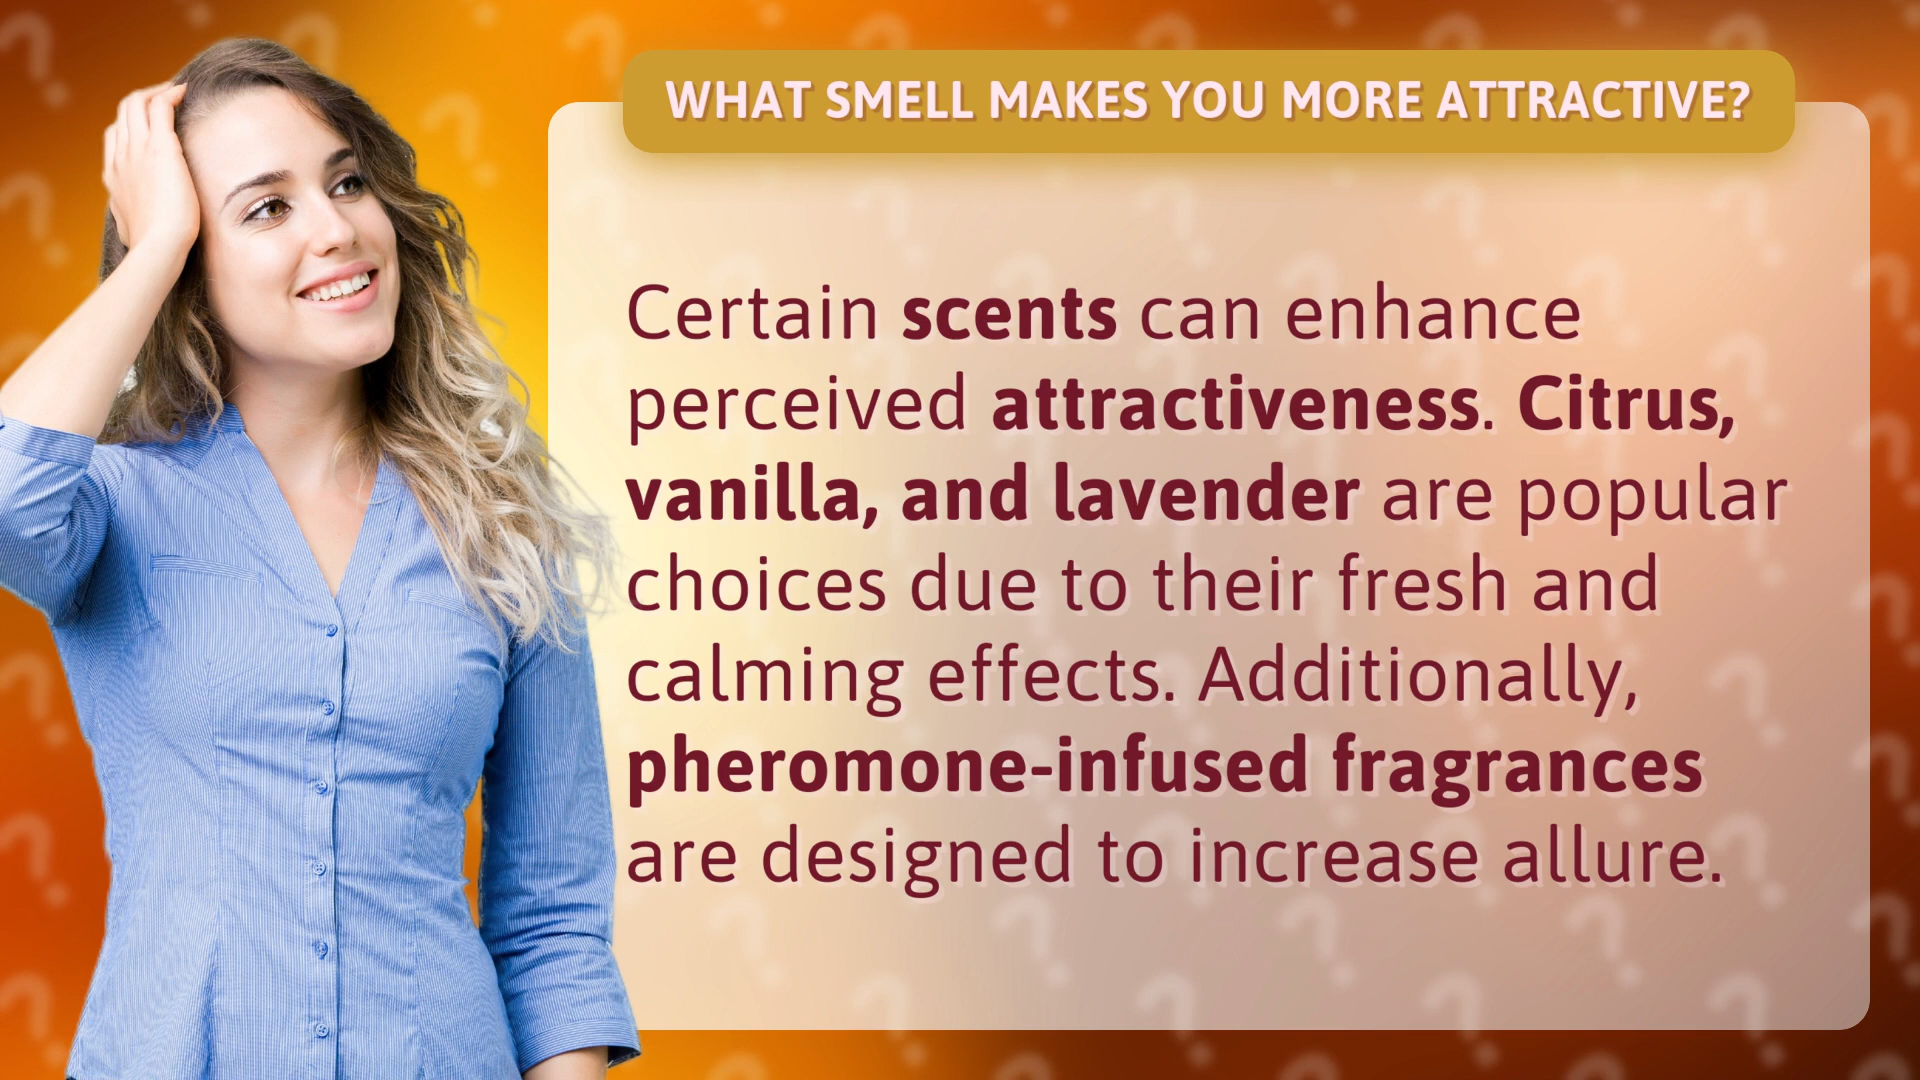 WHAT SMELL MAKES YOU MORE ATTRACTIVE?
Certain scents can enhance
perceived attractiveness. Citrus,
vanilla, and lavender are popular
choices due to their fresh and
calming effects. Additionally,
pheromone-infused fragrances
are designed to increase allure.